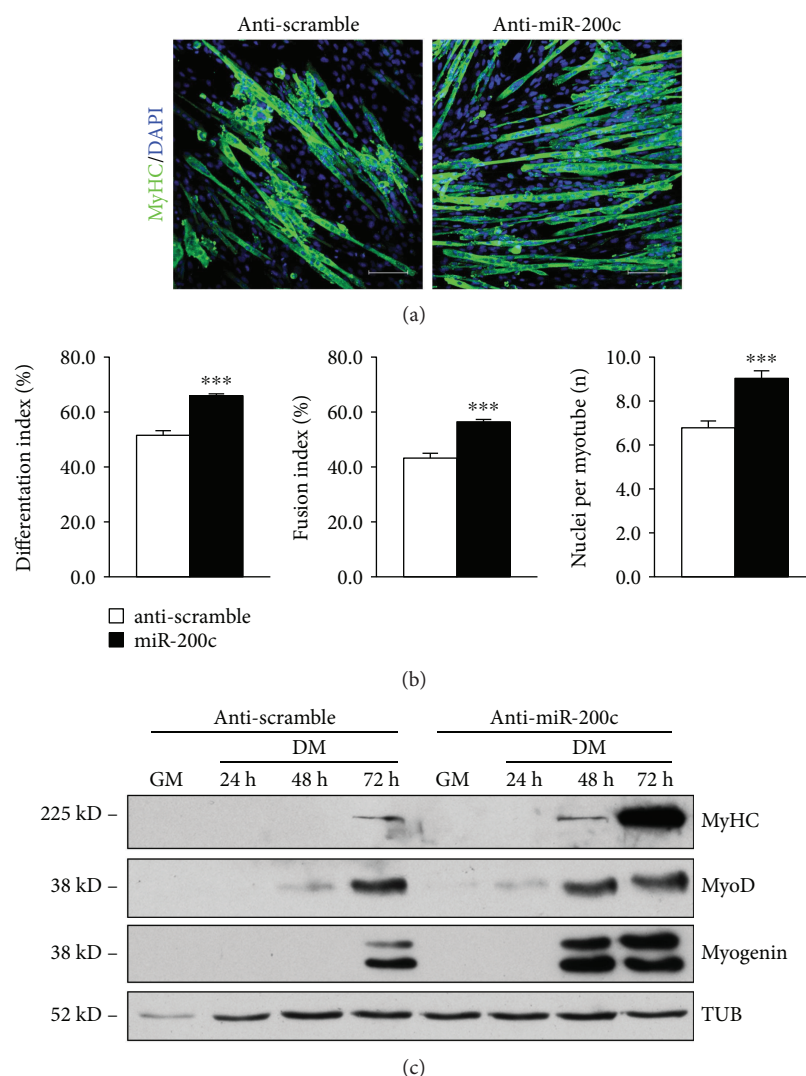 Anti-scramble Anti-miR-200c
MyHC/DAPI
(a)
Differentation index (%)
80.0
60.0
40.0
20.0
0.0
***
Fusion index (%)
80.0
60.0
40.0
20.0
0.0
***
Nuclei per myotube (n)
10.0
8.0
6.0
4.0
2.0
0.0
***
anti-scramble
miR-200c
(b)
Anti-scramble Anti-miR-200c
DM DM
GM 24 h 48 h 72 h GM 24 h 48 h 72 h
225 kD – MyHC
38 kD – MyoD
38 kD – Myogenin
52 kD – TUB
(c)